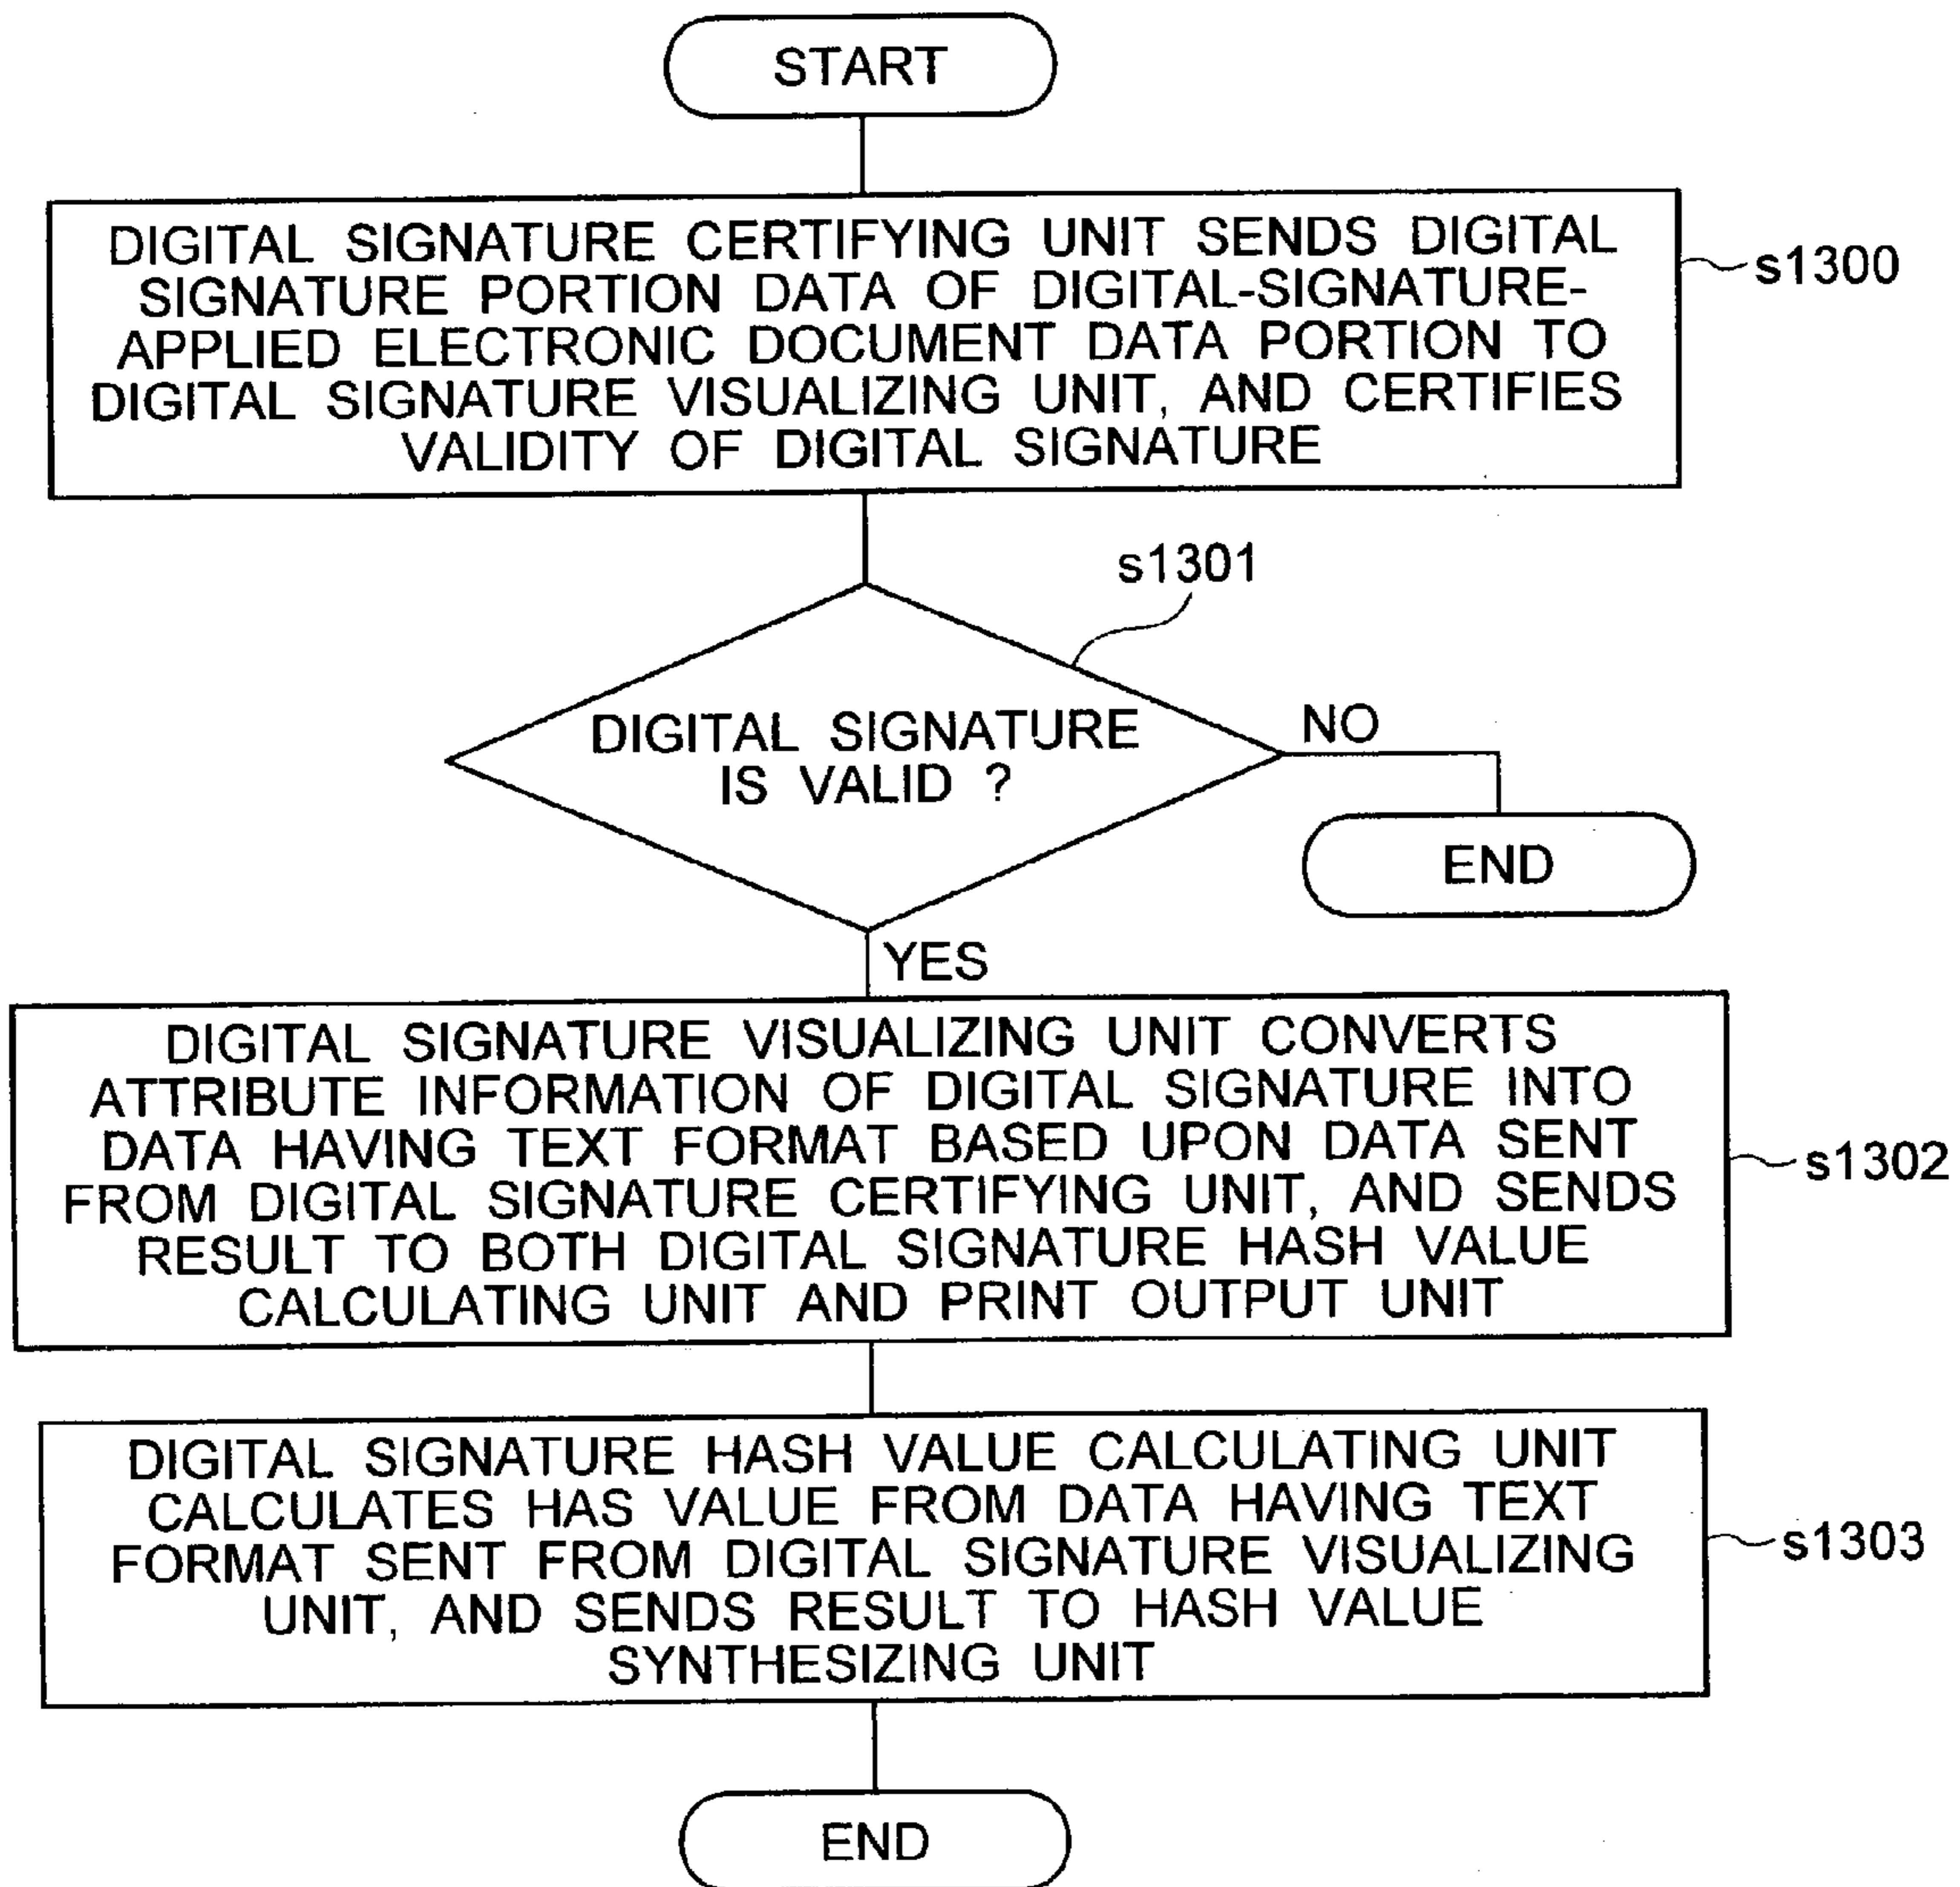 START
DIGITAL SIGNATURE CERTIFYING UNIT SENDS DIGITAL
SIGNATURE PORTION DATA OF DIGITAL-SIGNATURE-
APPLIED ELECTRONIC DOCUMENT DATA PORTION TO
DIGITAL SIGNATURE VISUALIZING UNIT, AND CERTIFIES
VALIDITY OF DIGITAL SIGNATURE
s1300
s1301
DIGITAL SIGNATURE
IS VALID ?
NO
END
YES
DIGITAL SIGNATURE VISUALIZING UNIT CONVERTS
ATTRIBUTE INFORMATION OF DIGITAL SIGNATURE INTO
DATA HAVING TEXT FORMAT BASED UPON DATA SENT
FROM DIGITAL SIGNATURE CERTIFYING UNIT, AND SENDS
RESULT TO BOTH DIGITAL SIGNATURE HASH VALUE
CALCULATING UNIT AND PRINT OUTPUT UNIT
s1302
DIGITAL SIGNATURE HASH VALUE CALCULATING UNIT
CALCULATES HAS VALUE FROM DATA HAVING TEXT
FORMAT SENT FROM DIGITAL SIGNATURE VISUALIZING
UNIT, AND SENDS RESULT TO HASH VALUE
SYNTHESIZING UNIT
s1303
END